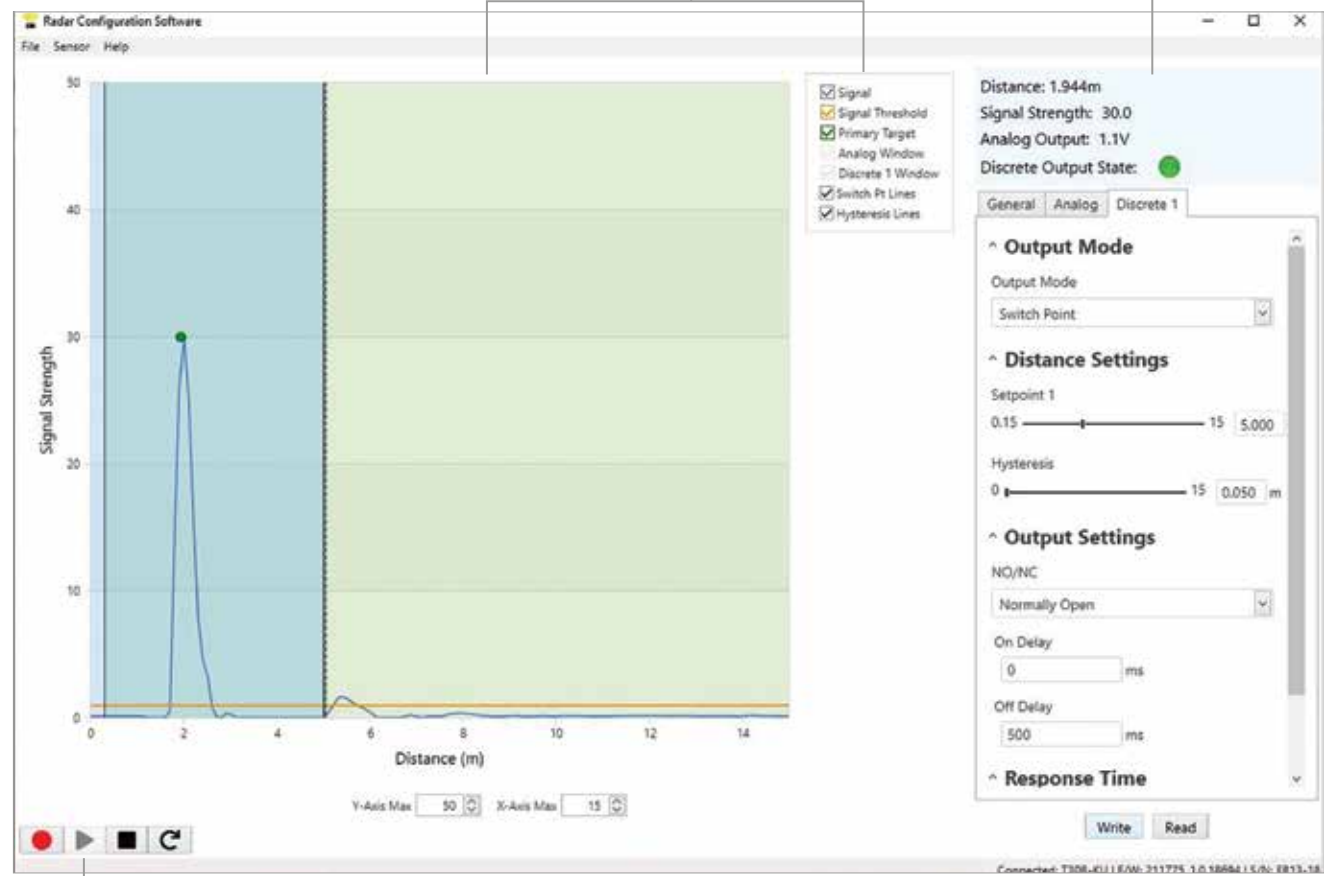 Radar Configuration Software
File Sensor Help
50
40
30
20
10
0
Signal Strength
0 2 4 6 8 10 12 14
Distance (m)
Y-Axis Max 50 X-Axis Max 15
Signal
Signal Threshold
Primary Target
Analog Window
Discrete 1 Window
Switch Pt Lines
Hysteresis Lines
Distance: 1.944m
Signal Strength: 30.0
Analog Output: 1.1V
Discrete Output State:
General Analog Discrete 1
Output Mode
Output Mode
Switch Point
Distance Settings
Setpoint 1
0.15 15 5.000
Hysteresis
0 15 0.050 m
Output Settings
NO/NC
Normally Open
On Delay
0 ms
Off Delay
500 ms
Response Time
Write Read
Connected: